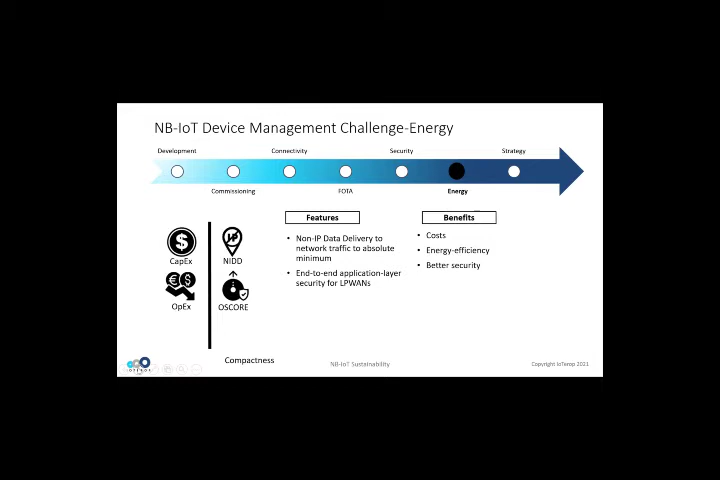 NB-IoT Device Management Challenge-Energy
Development
Connectivity
Security
Strategy
Commissioning
FOTA
Energy
Features
Benefits
• Non-IP Data Delivery to
network traffic to absolute
minimum
• End-to-end application-layer
security for LPWANs
• Costs
• Energy-efficiency
• Better security
CapEx
NIDD
OpEx
OSCORE
Compactness
IOTEROP
NB-IoT Sustainability
Copyright IoTerop 2021